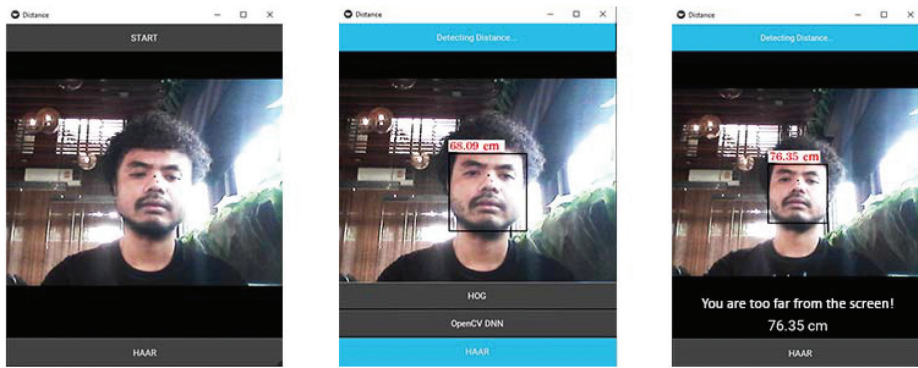 Distance
START
HAAR
Distance
Detecting Distance...
68.09 cm
HOG
OpenCV DNN
HAAR
Distance
Detecting Distance...
76.35 cm
You are too far from the screen!
76.35 cm
HAAR